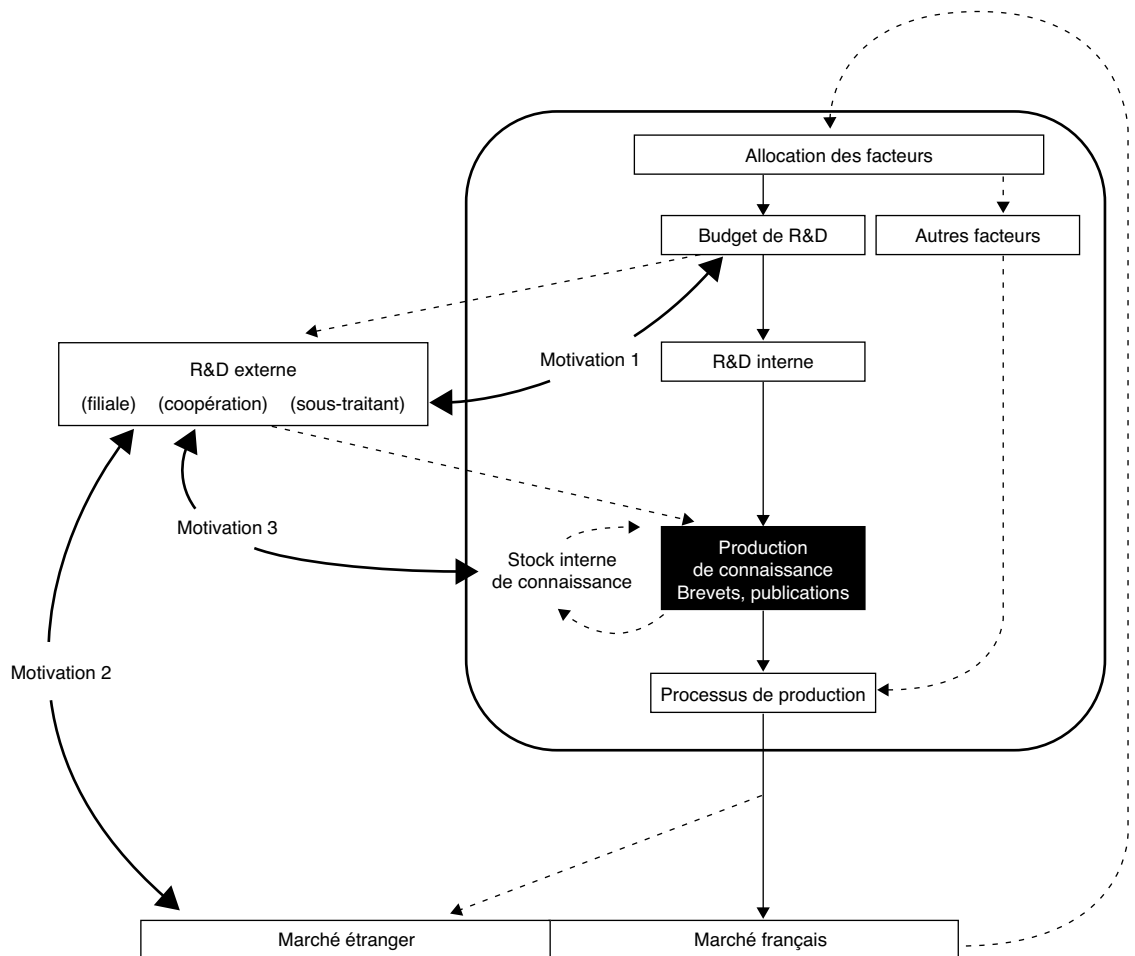 Allocation des facteurs
Budget de R&D
Autres facteurs
Motivation 1
R&D interne
R&D externe
(filiale) (coopération) (sous-traitant)
Motivation 3
Stock interne
de connaissance
Production
de connaissance
Brevets, publications
Motivation 2
Processus de production
Marché étranger
Marché français